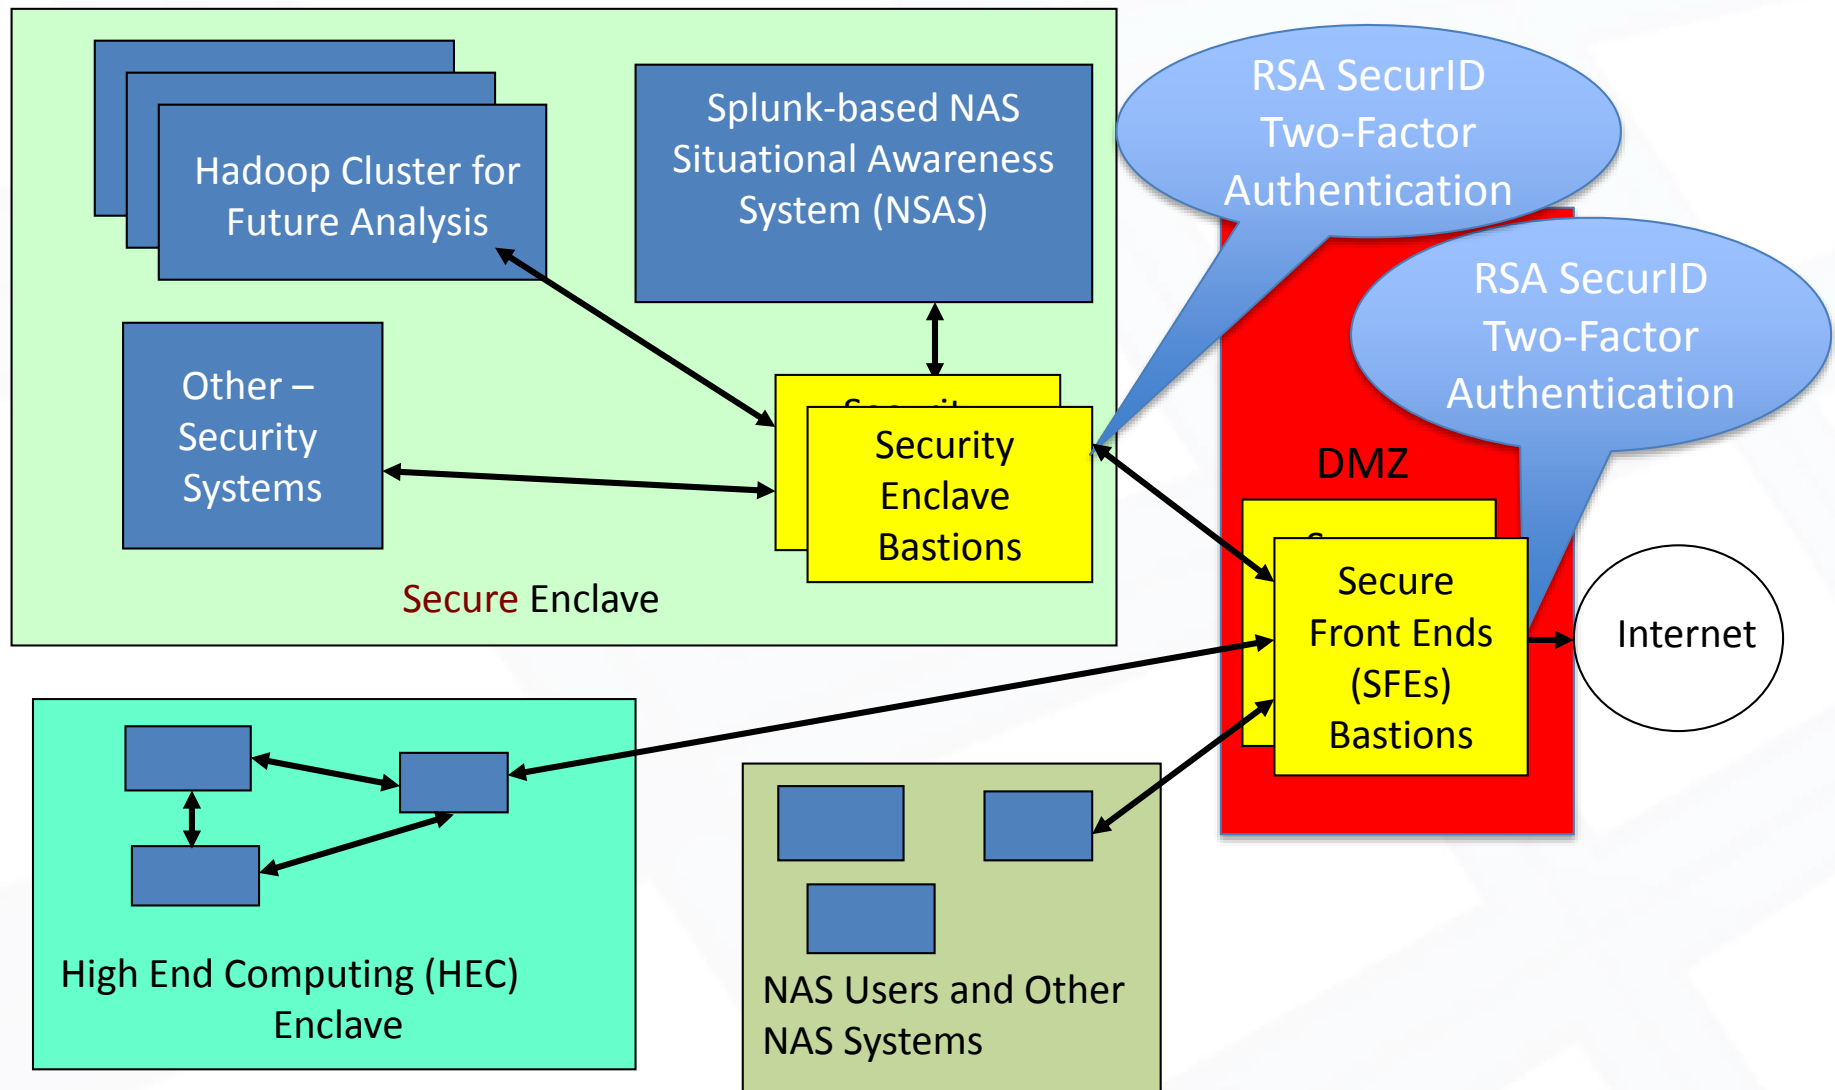 Hadoop Cluster for
Future Analysis
Splunk-based NAS
Situational Awareness
System (NSAS)
RSA SecurID
Two-Factor
Authentication
RSA SecurID
Two-Factor
Authentication
Other –
Security
Systems
Security
Security
Enclave
Bastions
Secure Enclave
DMZ
Secure
Front Ends
(SFEs)
Bastions
Internet
High End Computing (HEC)
Enclave
NAS Users and Other
NAS Systems